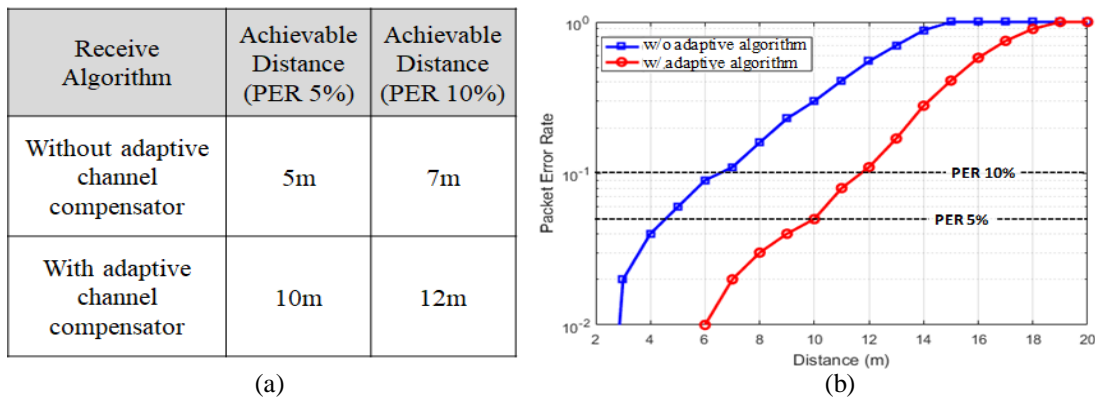 Receive
Algorithm
Achievable
Distance
(PER 5%)
Achievable
Distance
(PER 10%)
Without adaptive
channel
compensator
5m
7m
With adaptive
channel
compensator
10m
12m
(a)
w/o adaptive algorithm
w/ adaptive algorithm
PER 10%
PER 5%
Packet Error Rate
10^0
10^-1
10^-2
2 4 6 8 10 12 14 16 18 20
Distance (m)
(b)